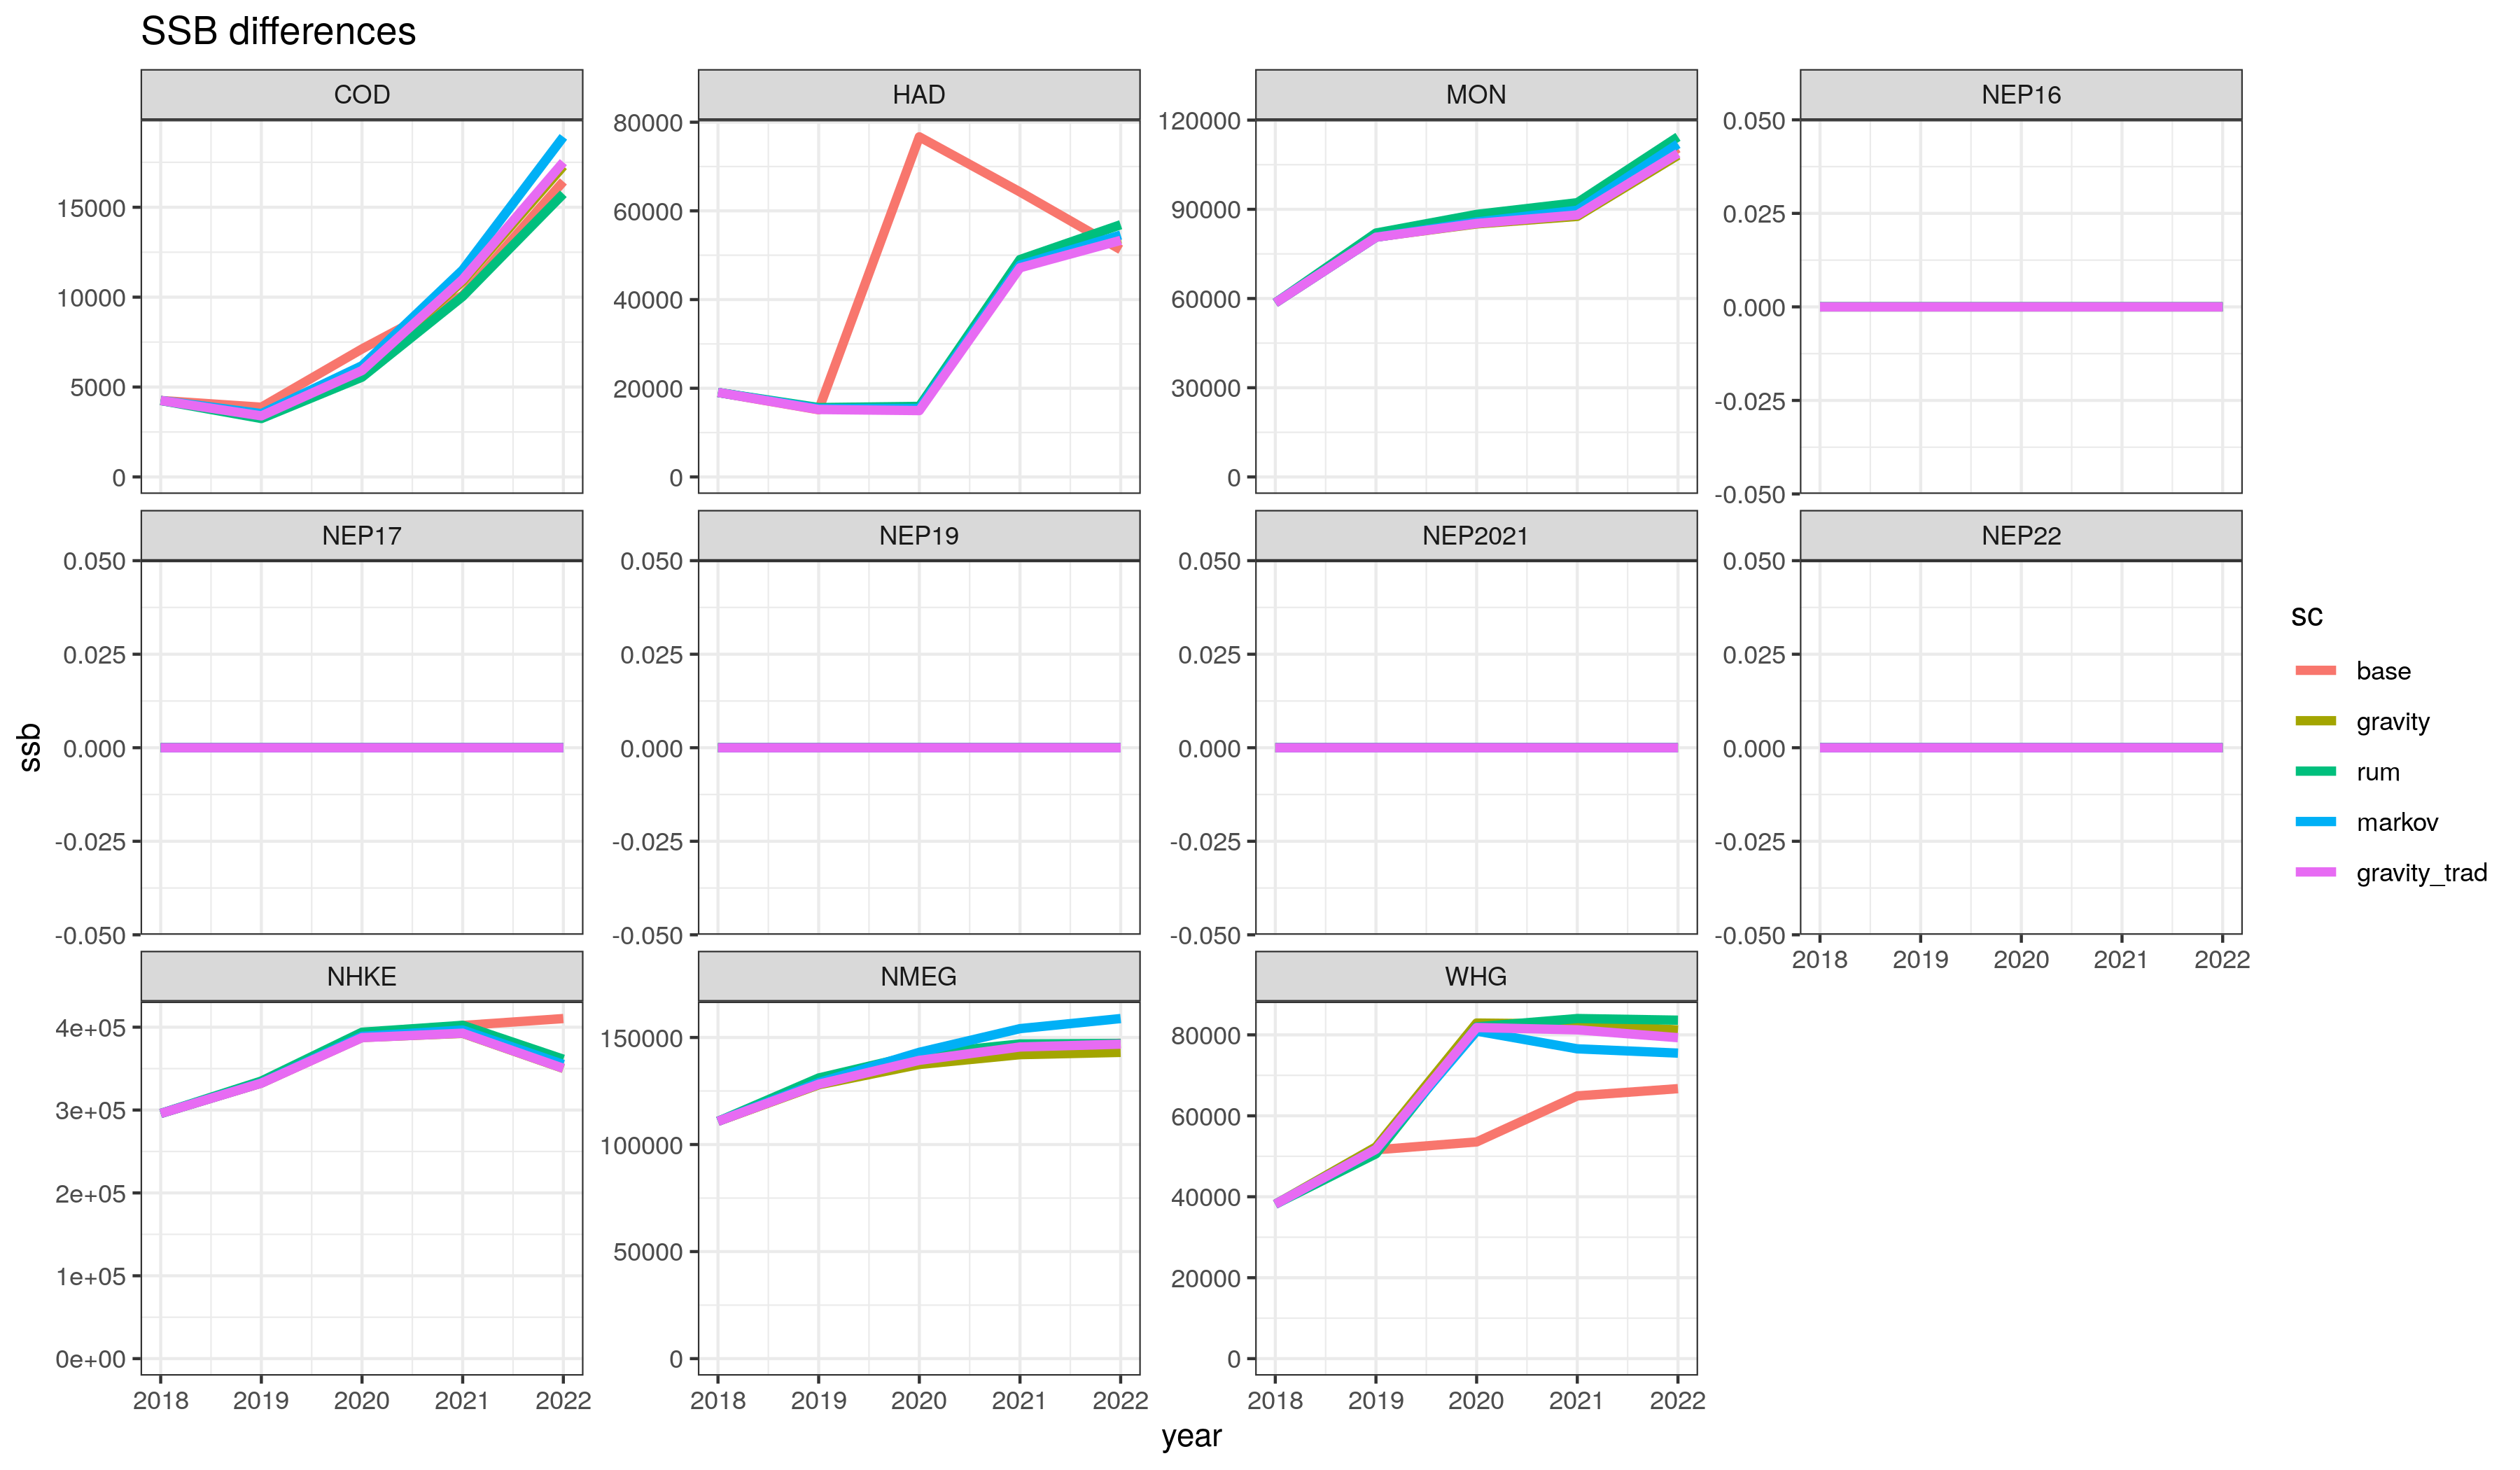 SSB differences
COD HAD MON NEP16
15000
10000
5000
0
80000
60000
40000
20000
0
120000
90000
60000
30000
0
0.050
0.025
0.000
-0.025
-0.050
NEP17 NEP19 NEP2021 NEP22
0.050
0.025
0.000
-0.025
-0.050
0.050
0.025
0.000
-0.025
-0.050
0.050
0.025
0.000
-0.025
-0.050
0.050
0.025
0.000
-0.025
-0.050
2018 2019 2020 2021 2022
NHKE NMEG WHG
4e+05
3e+05
2e+05
1e+05
0e+00
150000
100000
50000
0
80000
60000
40000
20000
0
2018 2019 2020 2021 2022
2018 2019 2020 2021 2022
2018 2019 2020 2021 2022
year
ssb
sc
base
gravity
rum
markov
gravity_trad